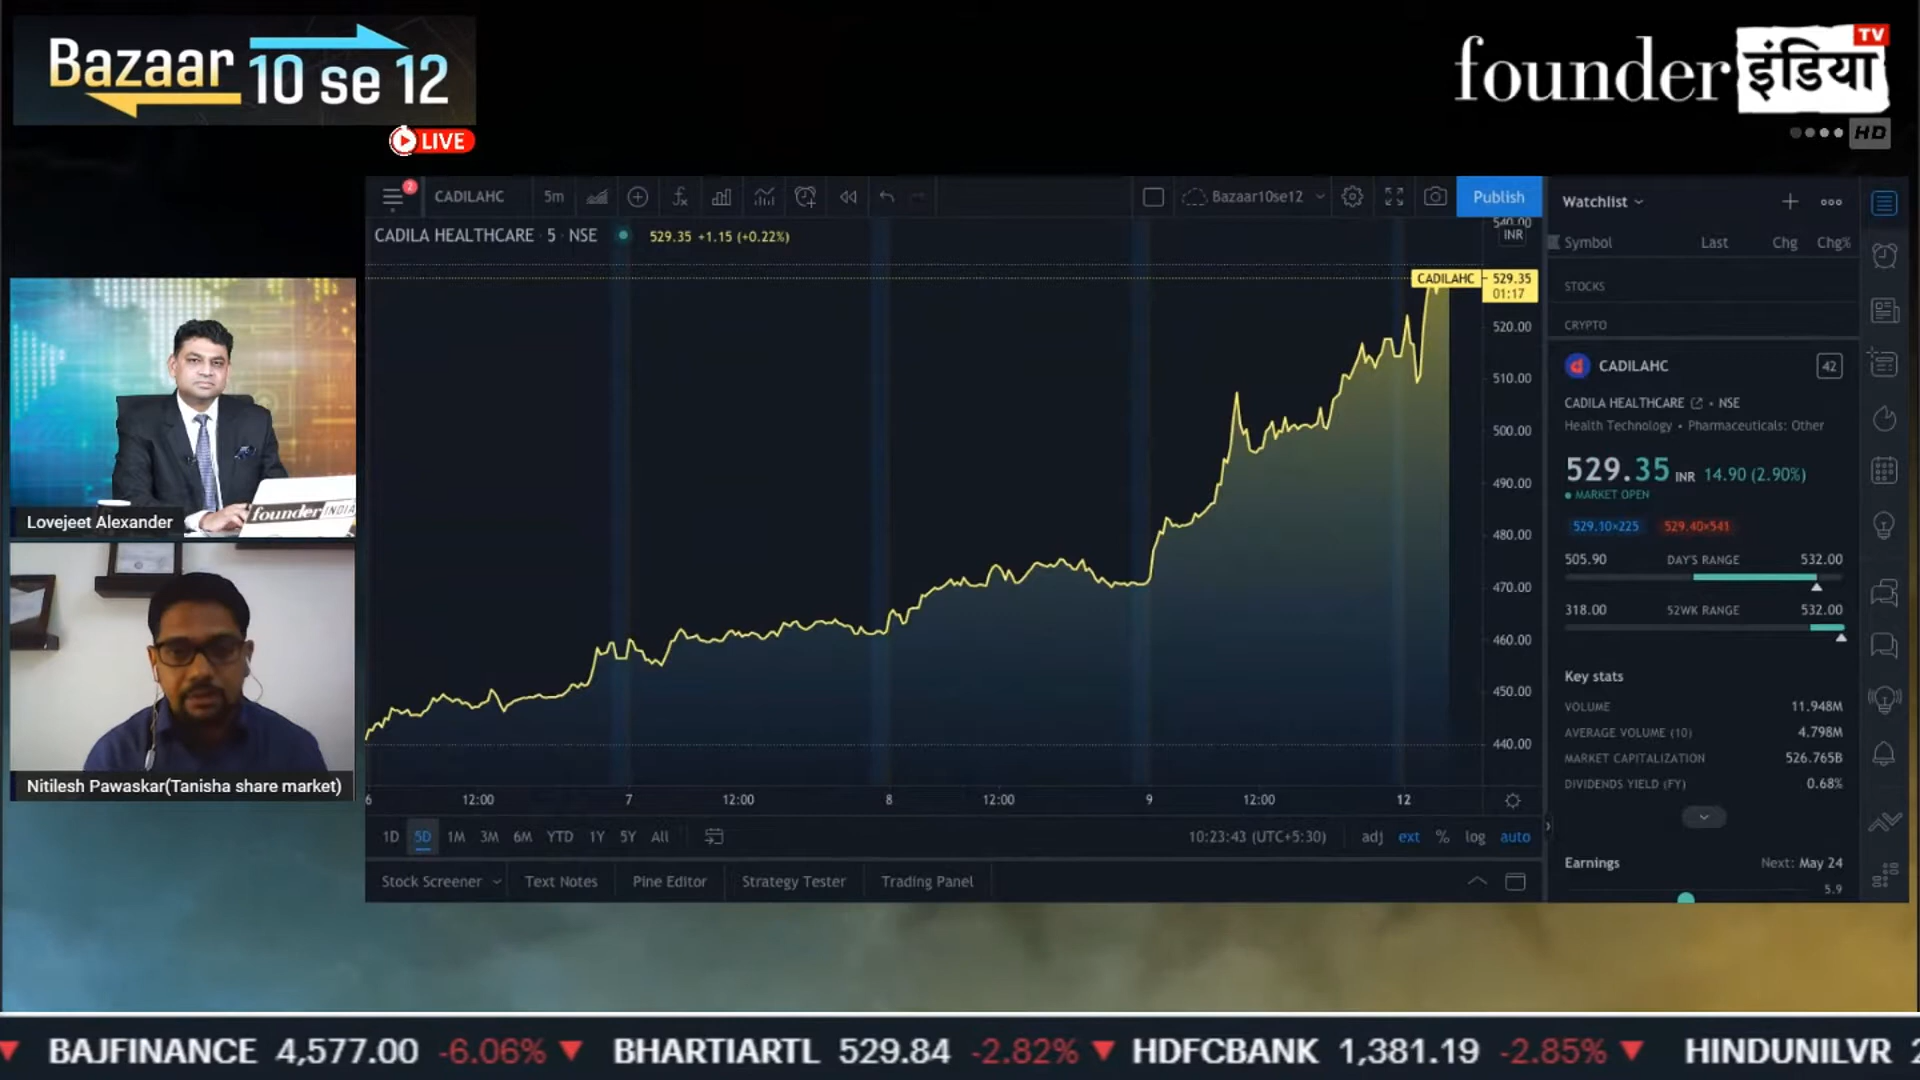 Bazaar
10 se 12
LIVE
founder इंडिया TV
HD
2
CADILAHC 5m
Bazaar10se12
Publish
CADILA HEALTHCARE · 5 · NSE 529.35 +1.15 (+0.22%)
540.00
INR
CADILAHC 529.35
01:17
520.00
510.00
500.00
490.00
480.00
470.00
460.00
450.00
440.00
6 12:00 7 12:00 8 12:00 9 12:00 12
1D 5D 1M 3M 6M YTD 1Y 5Y All
10:23:43 (UTC+5:30) adj ext % log auto
Stock Screener Text Notes Pine Editor Strategy Tester Trading Panel
Watchlist
Symbol Last Chg Chg%
STOCKS
CRYPTO
CADILAHC 42
CADILA HEALTHCARE • NSE
Health Technology • Pharmaceuticals: Other
529.35 INR 14.90 (2.90%)
MARKET OPEN
529.10×225 529.40×541
505.90 DAY'S RANGE 532.00
318.00 52WK RANGE 532.00
Key stats
VOLUME 11.948M
AVERAGE VOLUME (10) 4.798M
MARKET CAPITALIZATION 526.765B
DIVIDENDS YIELD (FY) 0.68%
Earnings Next: May 24
5.9
founder INDIA
Lovejeet Alexander
Nitilesh Pawaskar(Tanisha share market)
BAJFINANCE 4,577.00 -6.06% ▼ BHARTIARTL 529.84 -2.82% ▼ HDFCBANK 1,381.19 -2.85% ▼ HINDUNILVR